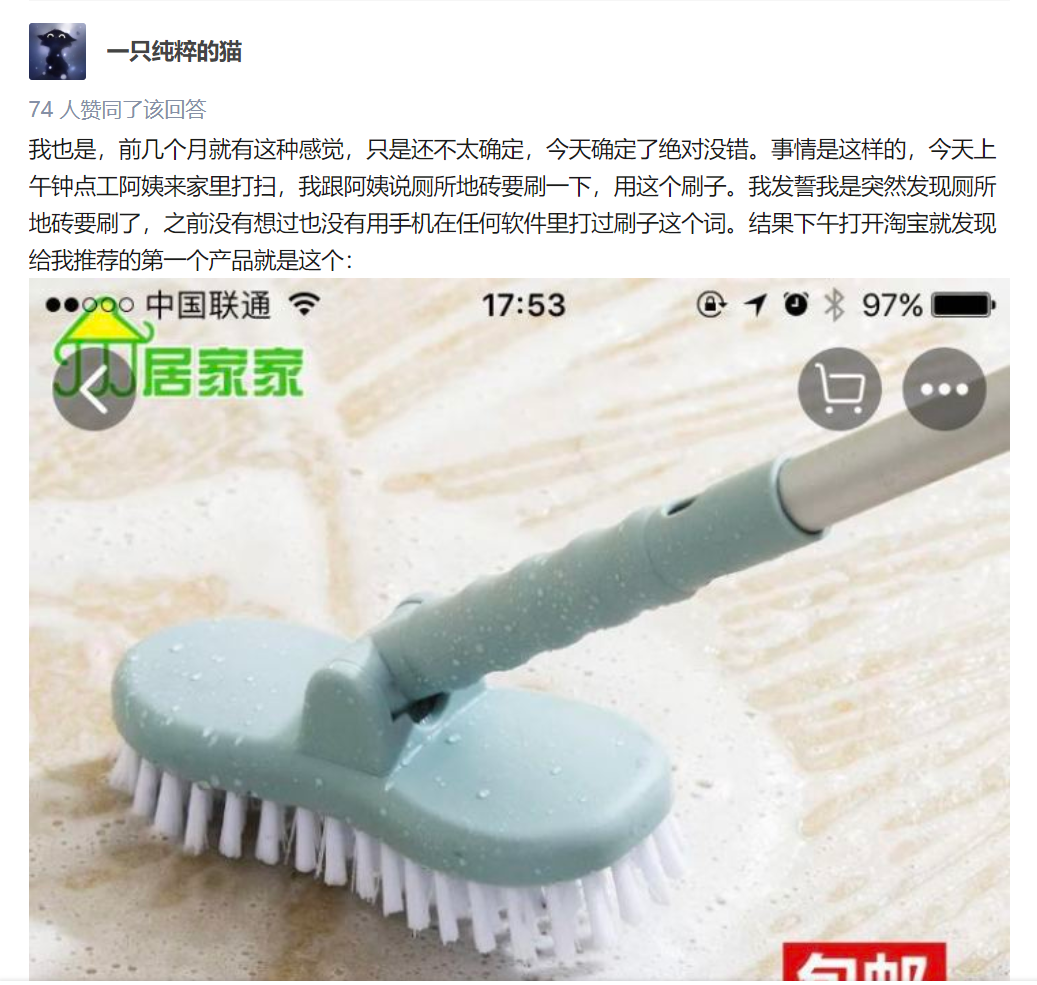 一只纯粹的猫
74 人赞同了该回答
我也是，前几个月就有这种感觉，只是还不太确定，今天确定了绝对没错。事情是这样的，今天上
午钟点工阿姨来家里打扫，我跟阿姨说厕所地砖要刷一下，用这个刷子。我发誓我是突然发现厕所
地砖要刷了，之前没有想过也没有用手机在任何软件里打过刷子这个词。结果下午打开淘宝就发现
给我推荐的第一个产品就是这个：
中国联通 17:53 97%
居家家
包邮